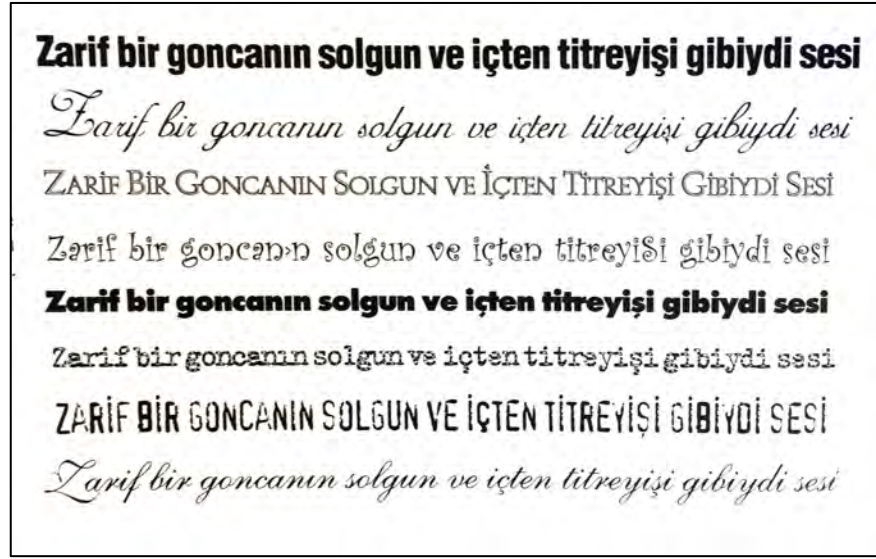 Zarif bir goncanın solgun ve içten titreyişi gibiydi sesi
Zarif bir goncanın solgun ve içten titreyişi gibiydi sesi
ZARİF BİR GONCANIN SOLGUN VE İÇTEN TİTREYİŞİ GİBİYDİ SESİ
Zarif bir goncan›n solgun ve içten titreyiSi gibiydi sesi
Zarif bir goncanın solgun ve içten titreyişi gibiydi sesi
Zarif bir goncanın solgun ve içten titreyişi gibiydi sesi
ZARİF BİR GONCANIN SOLGUN VE İÇTEN TİTREYİŞİ GİBİYDİ SESİ
Zarif bir goncanın solgun ve içten titreyişi gibiydi sesi